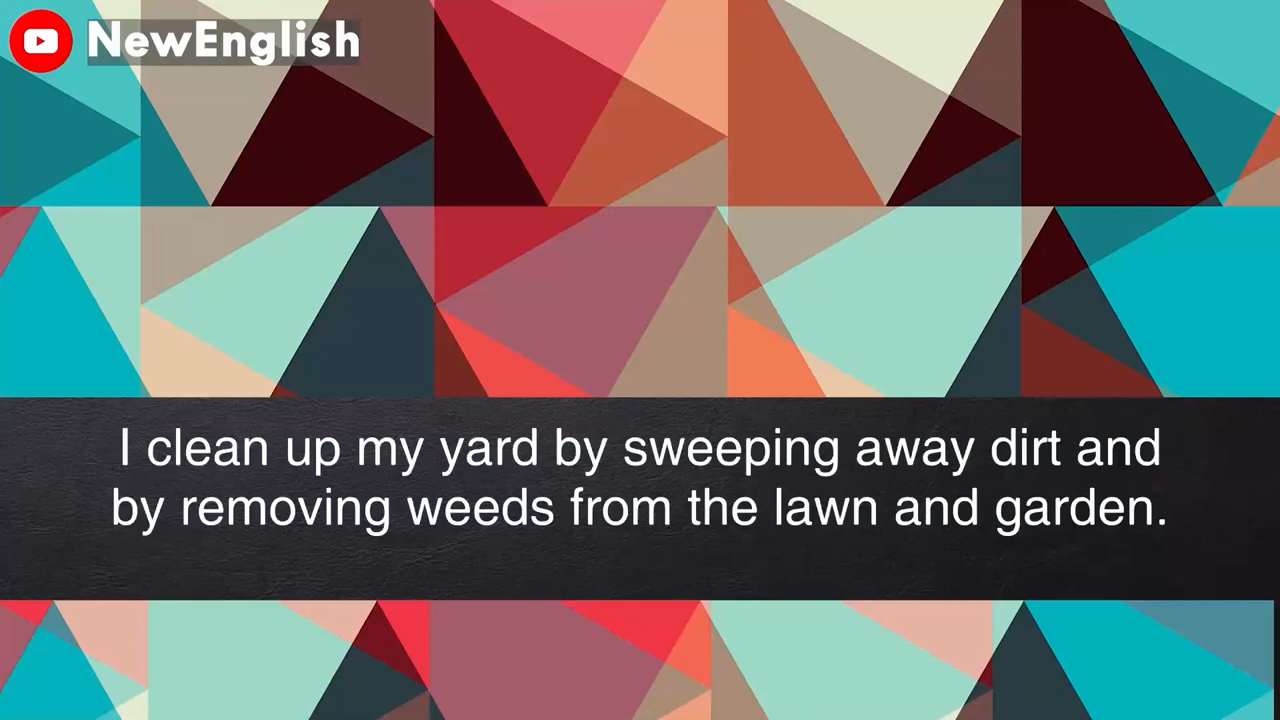 NewEnglish
I clean up my yard by sweeping away dirt and
by removing weeds from the lawn and garden.